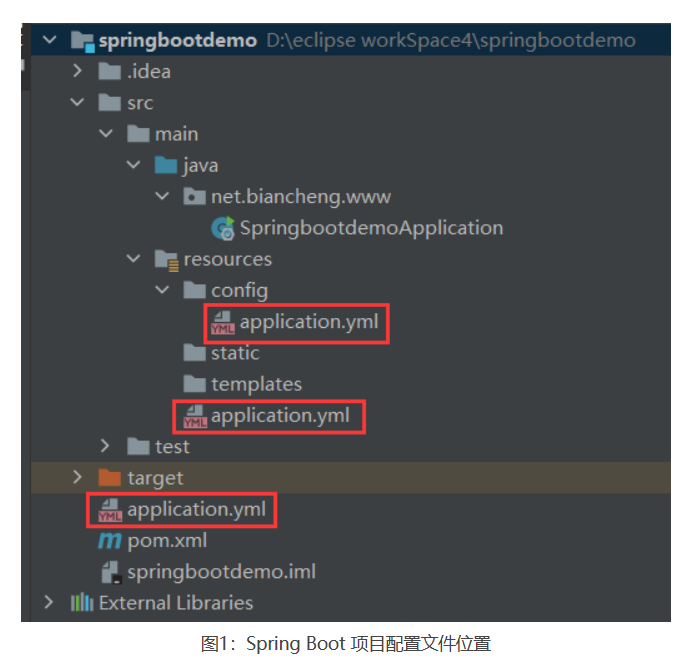 springbootdemo D:\eclipse workSpace4\springbootdemo
.idea
src
main
java
net.biancheng.www
SpringbootdemoApplication
resources
config
YML application.yml
static
templates
YML application.yml
test
target
YML application.yml
m pom.xml
springbootdemo.iml
External Libraries
图1：Spring Boot 项目配置文件位置